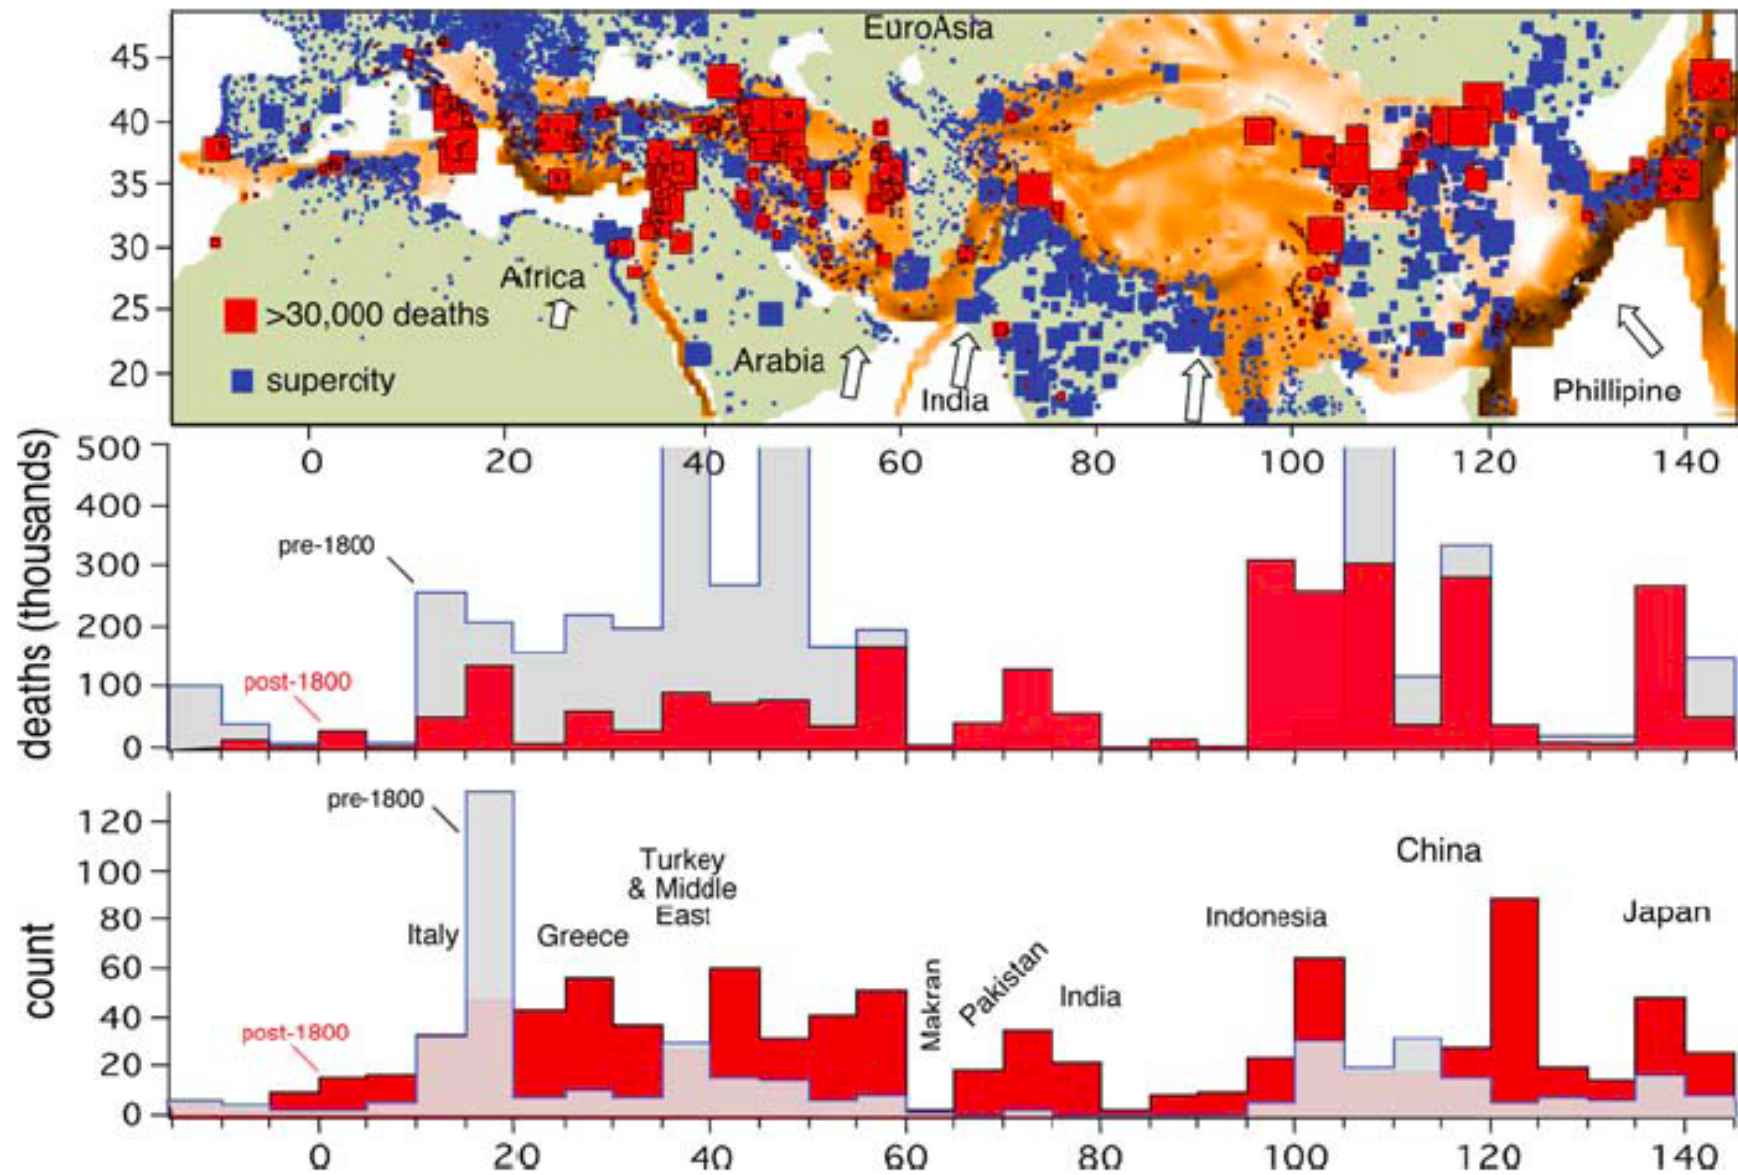 EuroAsia
45
40
35
30
25
20
Africa
>30,000 deaths
supercity
Arabia
India
Phillipine
deaths (thousands)
500
400
300
200
100
0
0 20 40 60 80 100 120 140
pre-1800
post-1800
count
120
100
80
60
40
20
0
pre-1800
post-1800
Italy
Greece
Turkey
& Middle
East
Makran
Pakistan
India
Indonesia
China
Japan
0 20 40 60 80 100 120 140